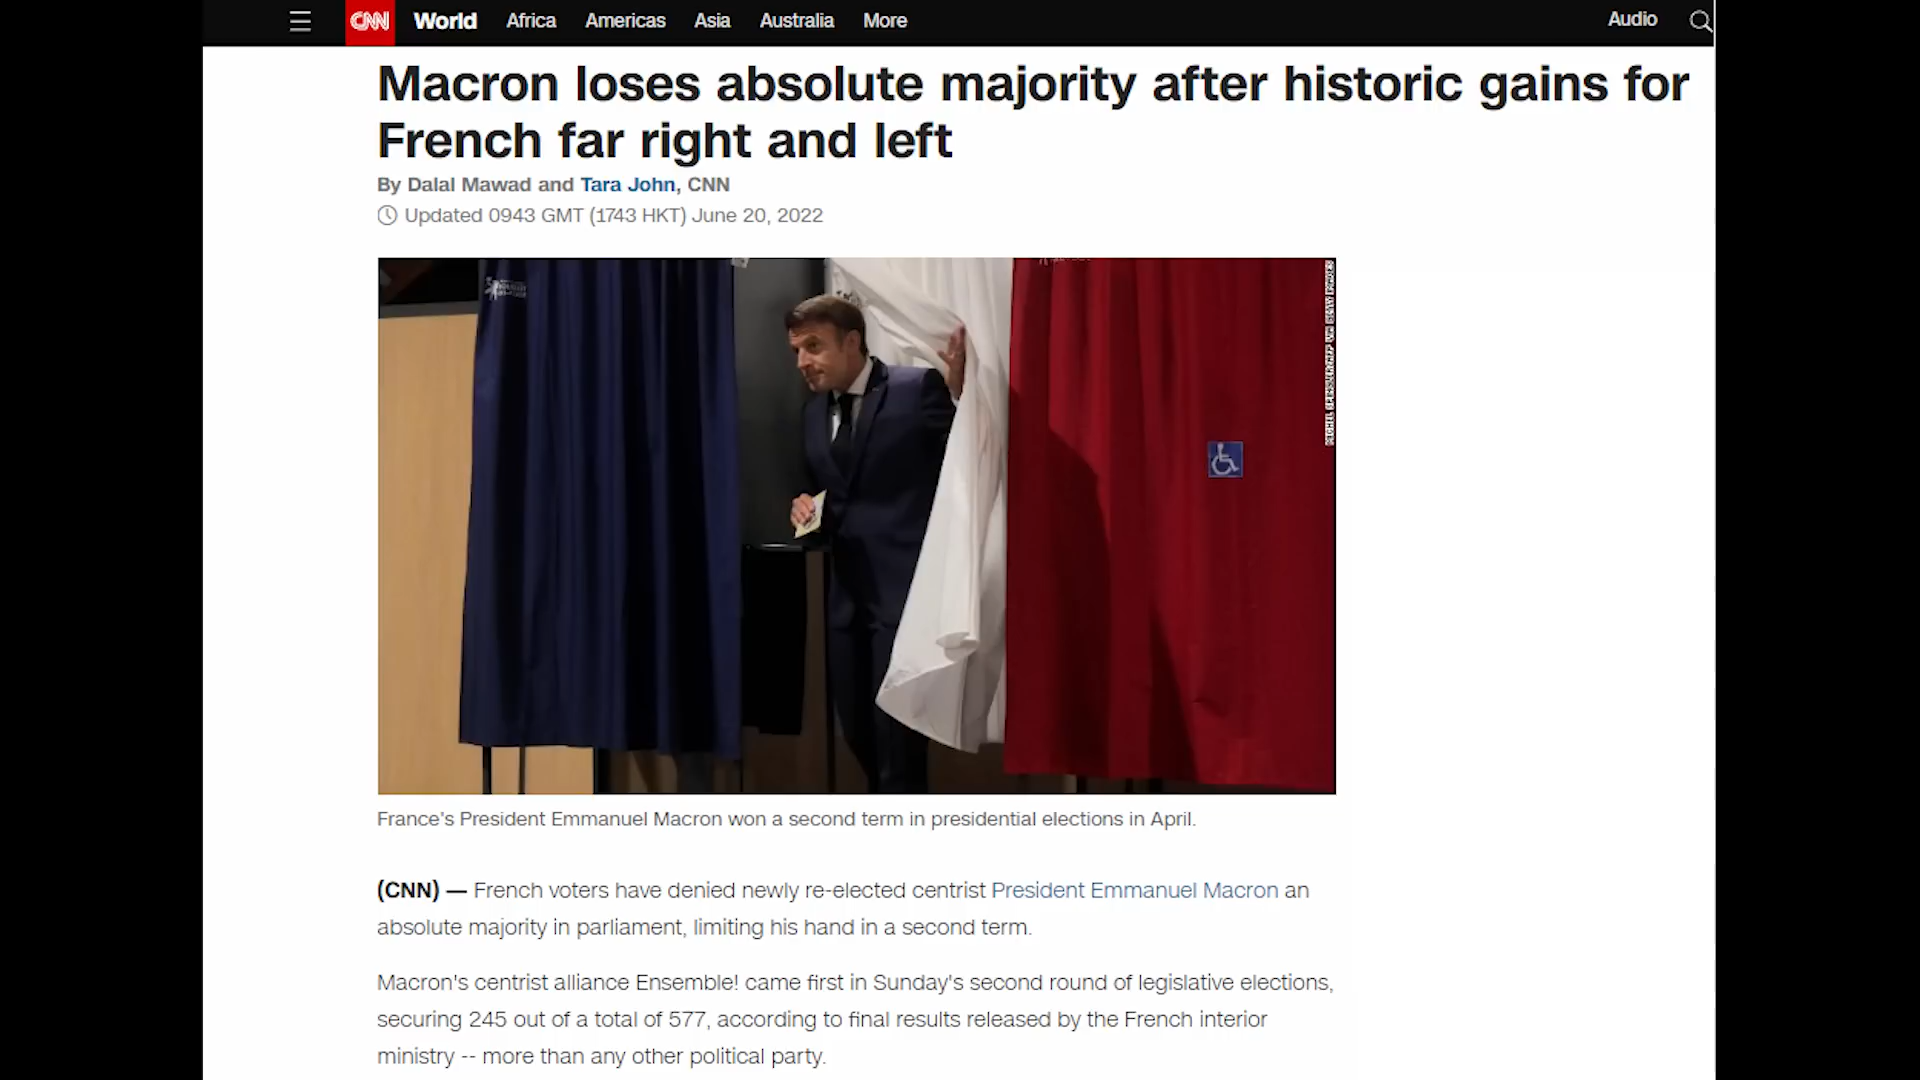 CNN World Africa Americas Asia Australia More Audio
Macron loses absolute majority after historic gains for
French far right and left
By Dalal Mawad and Tara John, CNN
Updated 0943 GMT (1743 HKT) June 20, 2022
France's President Emmanuel Macron won a second term in presidential elections in April.
(CNN) — French voters have denied newly re-elected centrist President Emmanuel Macron an
absolute majority in parliament, limiting his hand in a second term.
Macron's centrist alliance Ensemble! came first in Sunday's second round of legislative elections,
securing 245 out of a total of 577, according to final results released by the French interior
ministry -- more than any other political party.